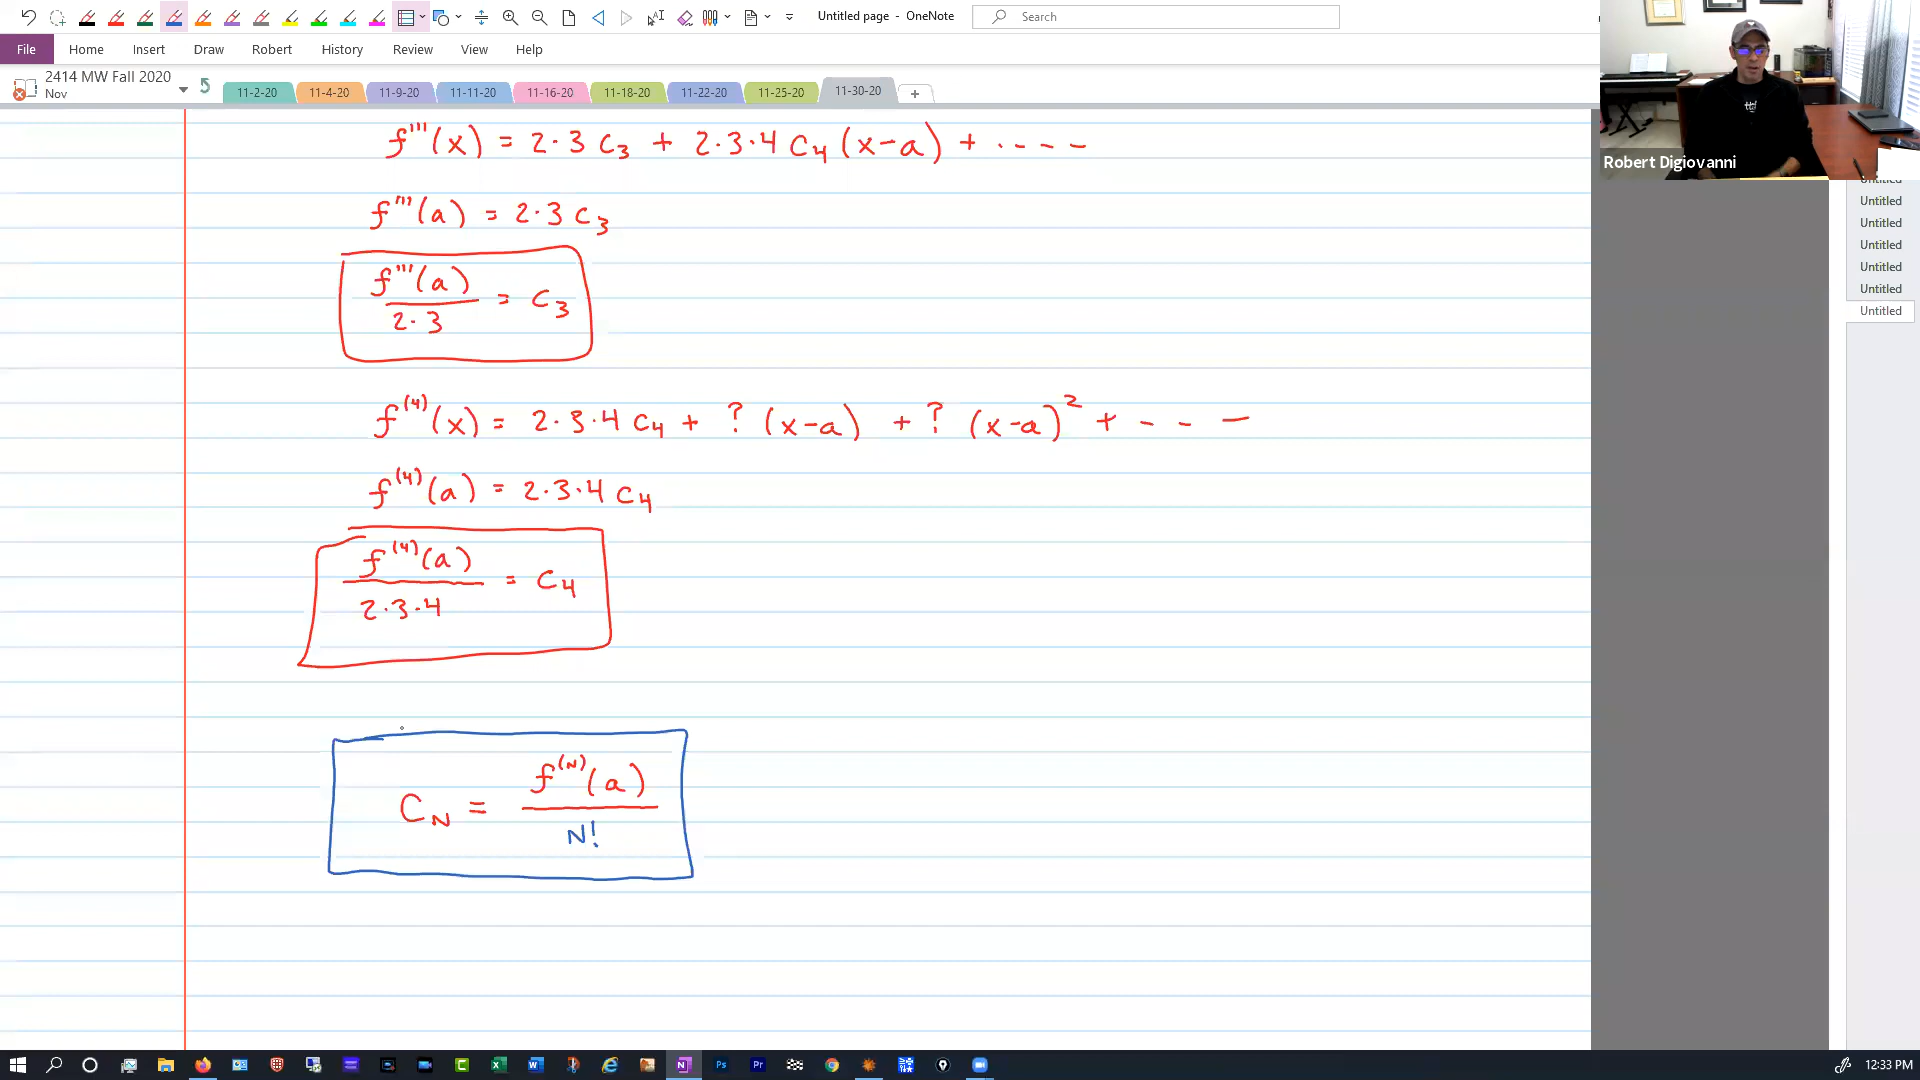 Untitled page - OneNote
Search
File Home Insert Draw Robert History Review View Help
2414 MW Fall 2020
Nov
11-2-20 11-4-20 11-9-20 11-11-20 11-16-20 11-18-20 11-22-20 11-25-20 11-30-20
Robert Digiovanni
Untitled
Untitled
Untitled
Untitled
Untitled
Untitled
Untitled
f'''(x) = 2·3 c₃ + 2·3·4 c₄ (x-a) + ····
f'''(a) = 2·3 c₃
f'''(a)
2·3
= c₃
f⁽⁴⁾(x) = 2·3·4 c₄ + ? (x-a) + ? (x-a)² + - - -
f⁽⁴⁾(a) = 2·3·4 c₄
f⁽⁴⁾(a)
2·3·4
= c₄
f⁽ᴺ⁾(a)
C_N =
N!
12:33 PM